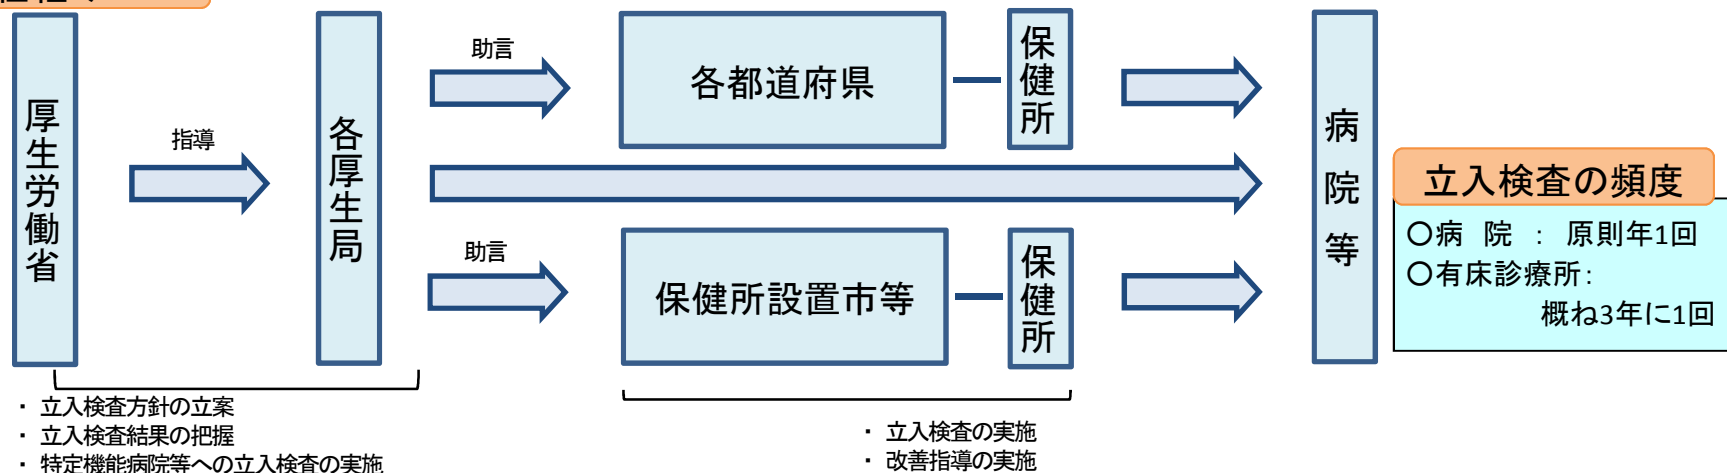 厚生労働省
指導
各厚生局
助言
各都道府県
保健所
助言
保健所設置市等
保健所
病院等
立入検査の頻度
〇病 院 : 原則年1回
〇有床診療所:
概ね3年に1回
・ 立入検査方針の立案
・ 立入検査結果の把握
・ 特定機能病院等への立入検査の実施
・ 立入検査の実施
・ 改善指導の実施